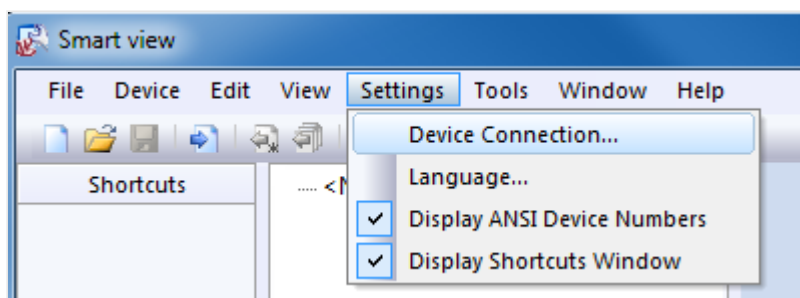 Smart view
File Device Edit View Settings Tools Window Help
Device Connection...
Shortcuts
Language...
Display ANSI Device Numbers
Display Shortcuts Window